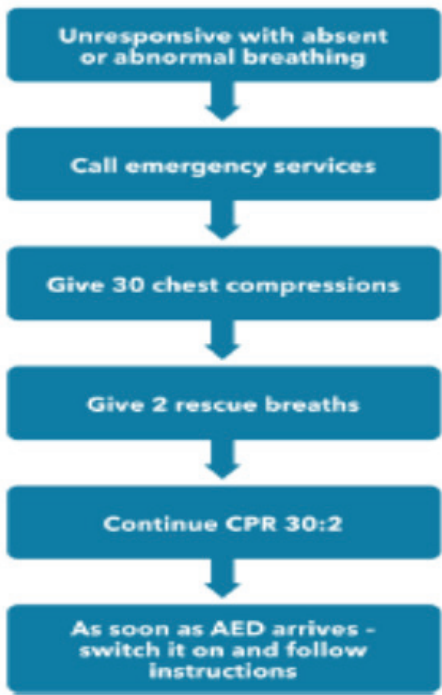 Unresponsive with absent
or abnormal breathing
Call emergency services
Give 30 chest compressions
Give 2 rescue breaths
Continue CPR 30:2
As soon as AED arrives –
switch it on and follow
instructions